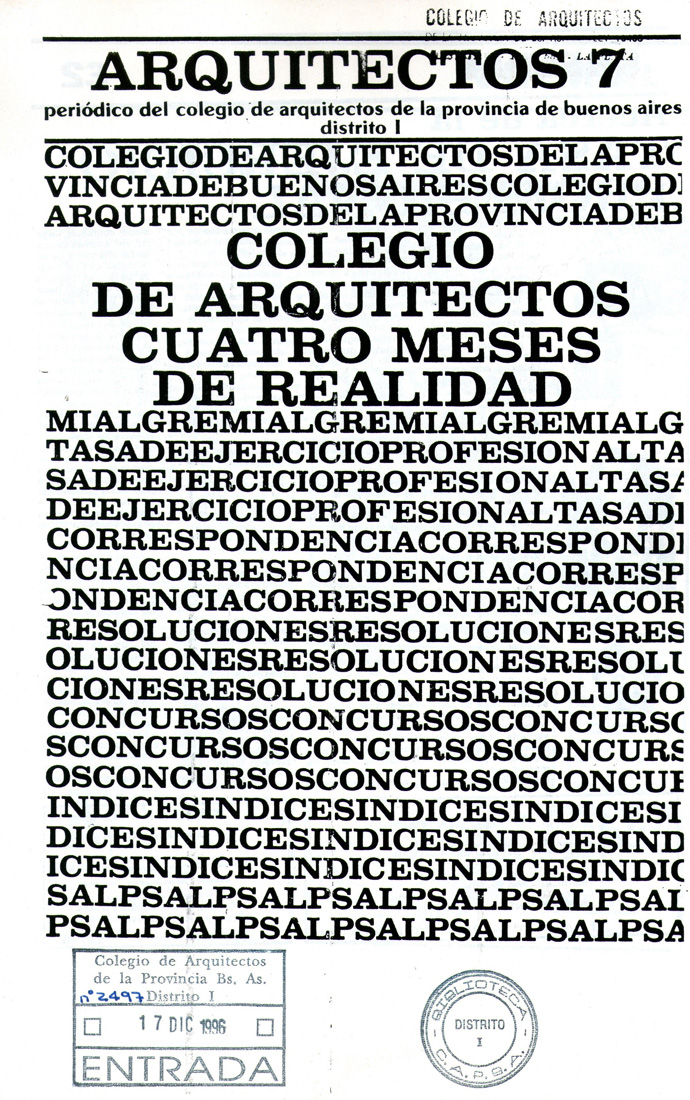 COLEGIO DE ARQUITECTOS
ARQUITECTOS 7
periódico del colegio de arquitectos de la provincia de buenos aires
distrito I
COLEGIODEARQUITECTOSDELAPRO
VINCIADEBUENOSAIRESCOLEGIOD
ARQUITECTOSDELAPROVINCIADEB
COLEGIO
DE ARQUITECTOS
CUATRO MESES
DE REALIDAD
MIALGREMIALGREMIALGREMIALG
TASADEEJERCICIOPROFESIONALTA
SADEEJERCICIOPROFESIONALTASA
DEEJERCICIOPROFESIONALTASAD
CORRESPONDENCIACORRESPOND
NCIACORRESPONDENCIACORRESP
ONDENCIACORRESPONDENCIACOR
RESOLUCIONESRESOLUCIONESRES
OLUCIONESRESOLUCIONESRESOLU
CIONESRESOLUCIONESRESOLUCIO
CONCURSOSCONCURSOSCONCURSO
SCONCURSOSCONCURSOSCONCURS
OSCONCURSOSCONCURSOSCONCUR
INDICESINDICESINDICESINDICESI
DICESINDICESINDICESINDICESIND
ICESINDICESINDICESINDICESINDIC
SALPSALPSALPSALPSALPSALPSAL
PSALPSALPSALPSALPSALPSALPSA
Colegio de Arquitectos
de la Provincia Bs. As.
nº2497 Distrito I
17 DIC 1996
ENTRADA
BIBLIOTECA
DISTRITO
I
C.A.P.B.A.